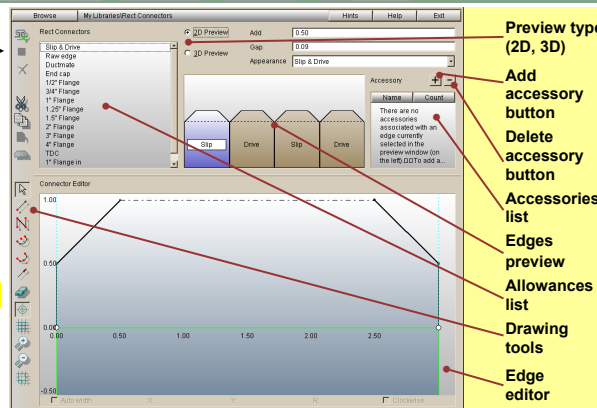 Browse My Libraries\Rect Connectors Hints Help Exit
Rect Connectors
Slip & Drive
Raw edge
Ductmate
End cap
1/2" Flange
3/4" Flange
1" Flange
1.25" Flange
1.5" Flange
2" Flange
3" Flange
4" Flange
TDC
1" Flange in
2D Preview
3D Preview
Add 0.50
Gap 0.09
Appearance Slip & Drive
Slip Drive Slip Drive
Accessory + -
Name Count
There are no
accessories
associated with an
edge currently
selected in the
preview window (on
the left).DDTo add a...
Connector Editor
1.00
0.50
0.00
-0.50
0.00 0.50 1.00 1.50 2.00 2.50
Auto width X: Y: R: Clockwise
Preview type
(2D, 3D)
Add
accessory
button
Delete
accessory
button
Accessories
list
Edges
preview
Allowances
list
Drawing
tools
Edge
editor